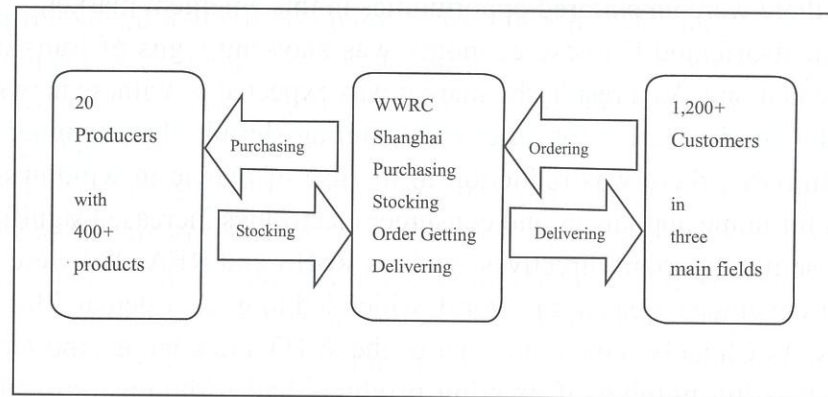 20
Producers
with
400+
products
Purchasing
Stocking
WWRC
Shanghai
Purchasing
Stocking
Order Getting
Delivering
Ordering
Delivering
1,200+
Customers
in
three
main fields